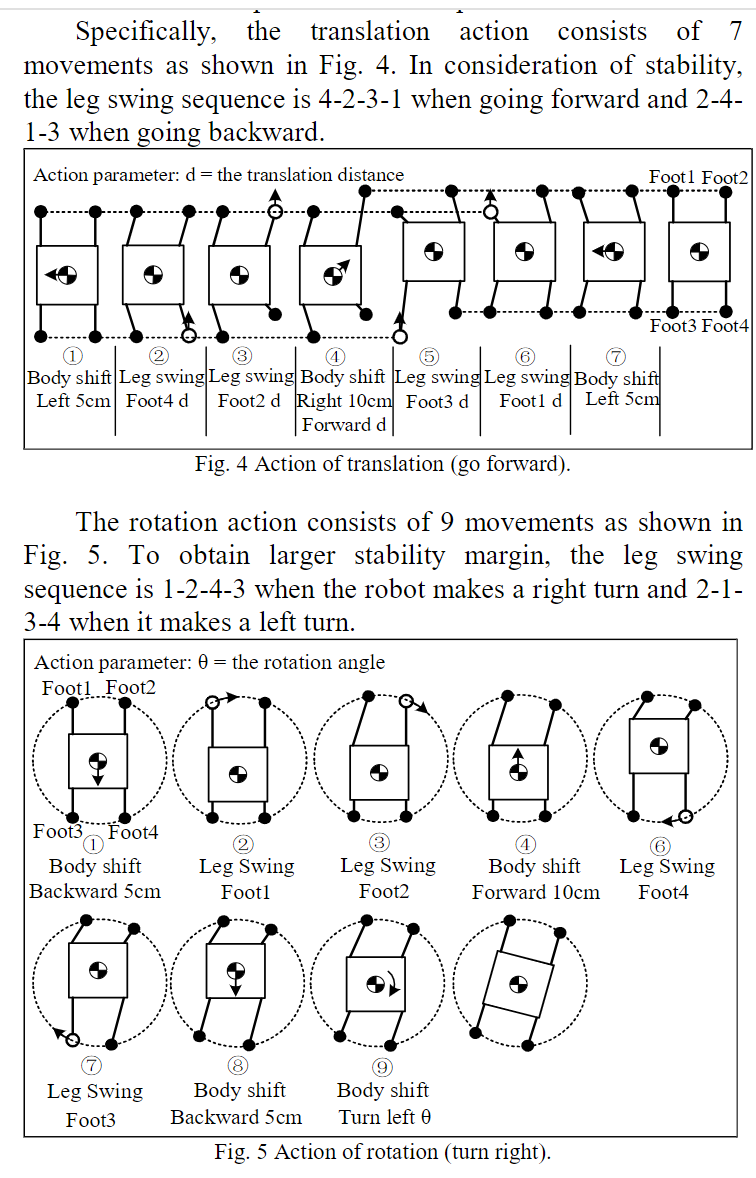 Specifically, the translation action consists of 7
movements as shown in Fig. 4. In consideration of stability,
the leg swing sequence is 4-2-3-1 when going forward and 2-4-
1-3 when going backward.
Action parameter: d = the translation distance
Foot1 Foot2
Foot3 Foot4
① ② ③ ④ ⑤ ⑥ ⑦
Body shift Leg swing Leg swing Body shift Leg swing Leg swing Body shift
Left 5cm Foot4 d Foot2 d Right 10cm Foot3 d Foot1 d Left 5cm
Forward d
Fig. 4 Action of translation (go forward).
The rotation action consists of 9 movements as shown in
Fig. 5. To obtain larger stability margin, the leg swing
sequence is 1-2-4-3 when the robot makes a right turn and 2-1-
3-4 when it makes a left turn.
Action parameter: θ = the rotation angle
Foot1 Foot2
Foot3 Foot4
① ② ③ ④ ⑥
Body shift Leg Swing Leg Swing Body shift Leg Swing
Backward 5cm Foot1 Foot2 Forward 10cm Foot4
⑦ ⑧ ⑨
Leg Swing Body shift Body shift
Foot3 Backward 5cm Turn left θ
Fig. 5 Action of rotation (turn right).